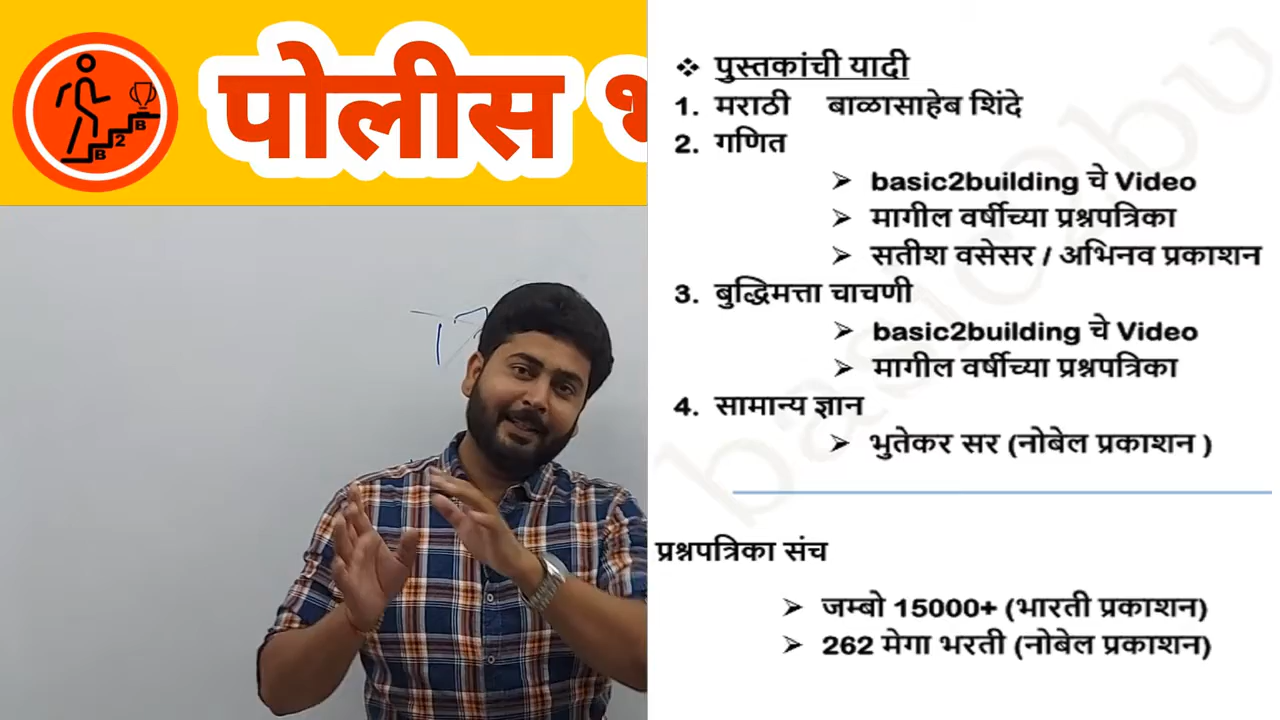 पोलीस
B
2
B
❖ पुस्तकांची यादी
1. मराठी बाळासाहेब शिंदे
2. गणित
➤ basic2building चे Video
➤ मागील वर्षीच्या प्रश्नपत्रिका
➤ सतीश वसेसर / अभिनव प्रकाशन
3. बुद्धिमत्ता चाचणी
➤ basic2building चे Video
➤ मागील वर्षीच्या प्रश्नपत्रिका
4. सामान्य ज्ञान
➤ भुतेकर सर (नोबेल प्रकाशन )
प्रश्नपत्रिका संच
➤ जम्बो 15000+ (भारती प्रकाशन)
➤ 262 मेगा भरती (नोबेल प्रकाशन)
basic2bu